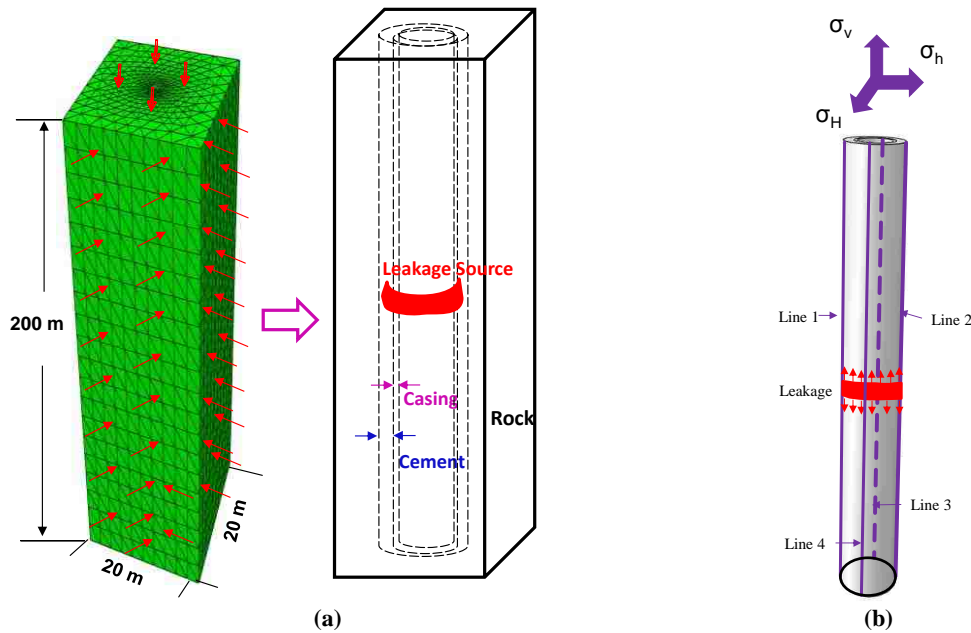 200 m
20 m
20 m
Leakage Source
Casing
Cement
Rock
(a)
σv
σh
σH
Line 1
Line 2
Leakage
Line 3
Line 4
(b)